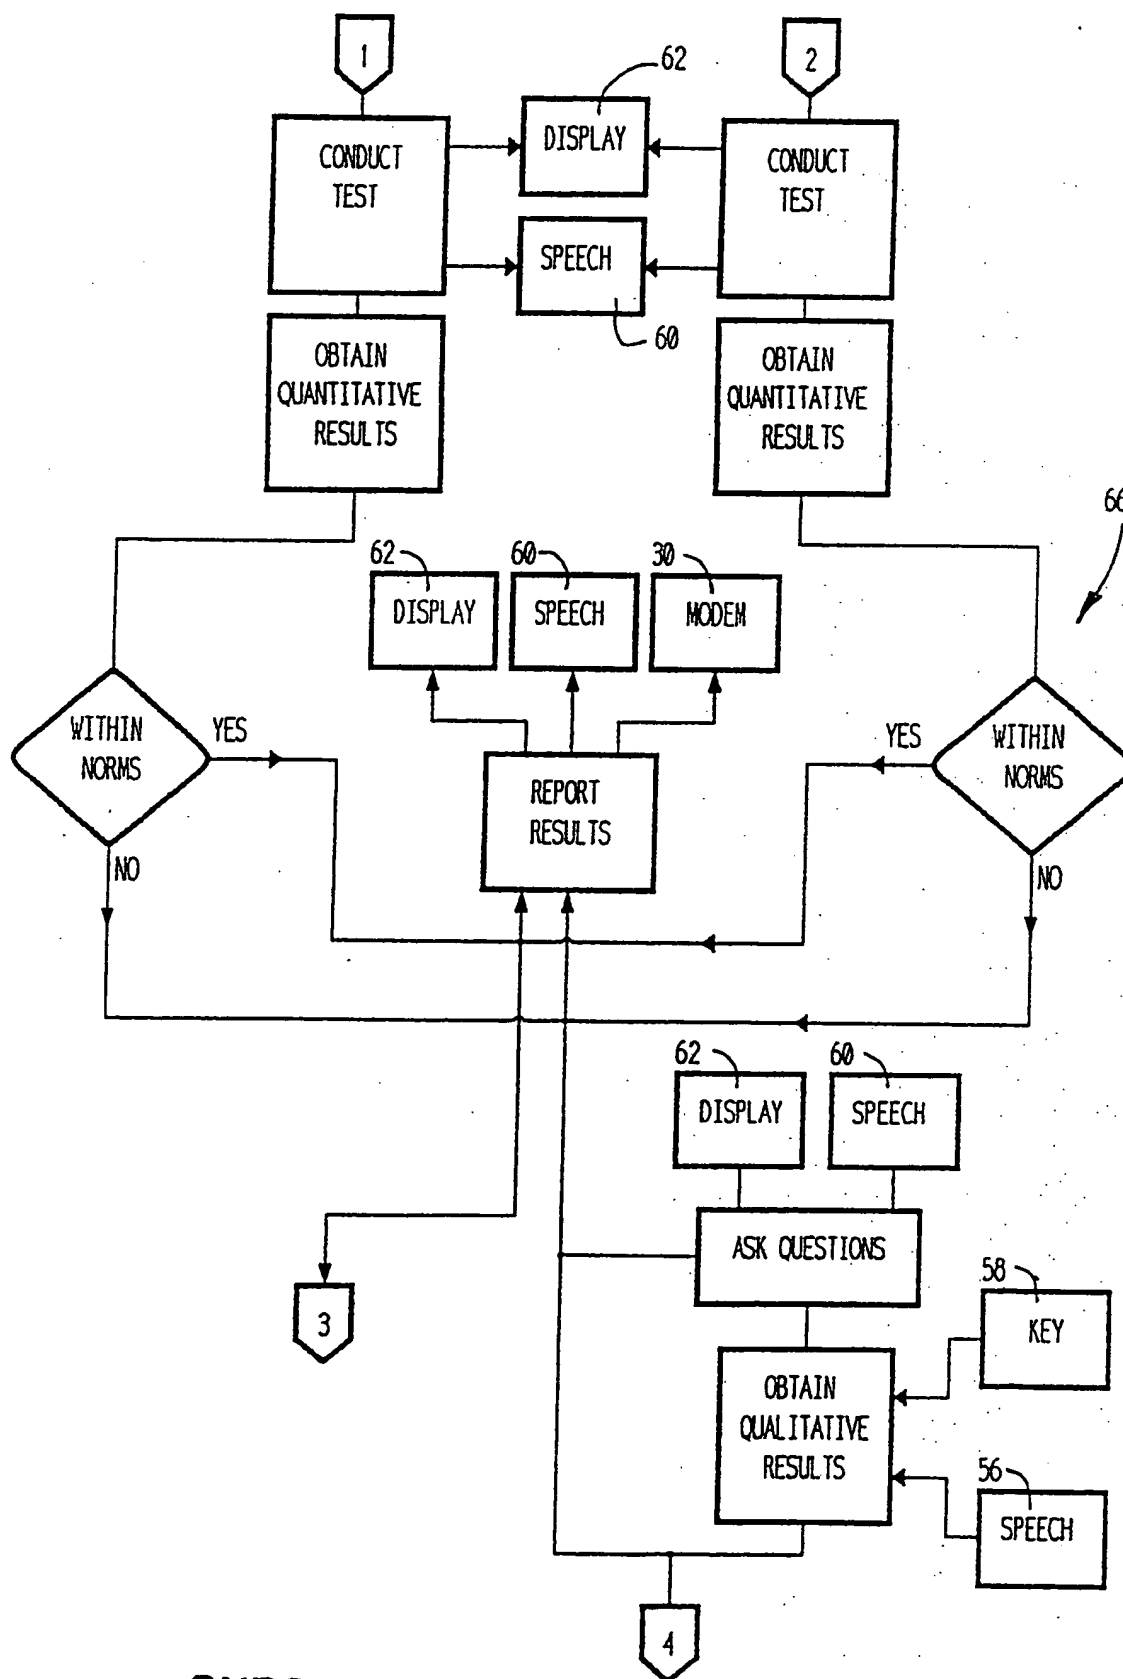 1
2
62
DISPLAY
CONDUCT
TEST
CONDUCT
TEST
SPEECH
60
OBTAIN
QUANTITATIVE
RESULTS
OBTAIN
QUANTITATIVE
RESULTS
66
62
60
30
DISPLAY
SPEECH
MODEM
WITHIN
NORMS
YES
YES
WITHIN
NORMS
REPORT
RESULTS
NO
NO
62
60
DISPLAY
SPEECH
ASK QUESTIONS
3
58
KEY
OBTAIN
QUALITATIVE
RESULTS
56
SPEECH
4